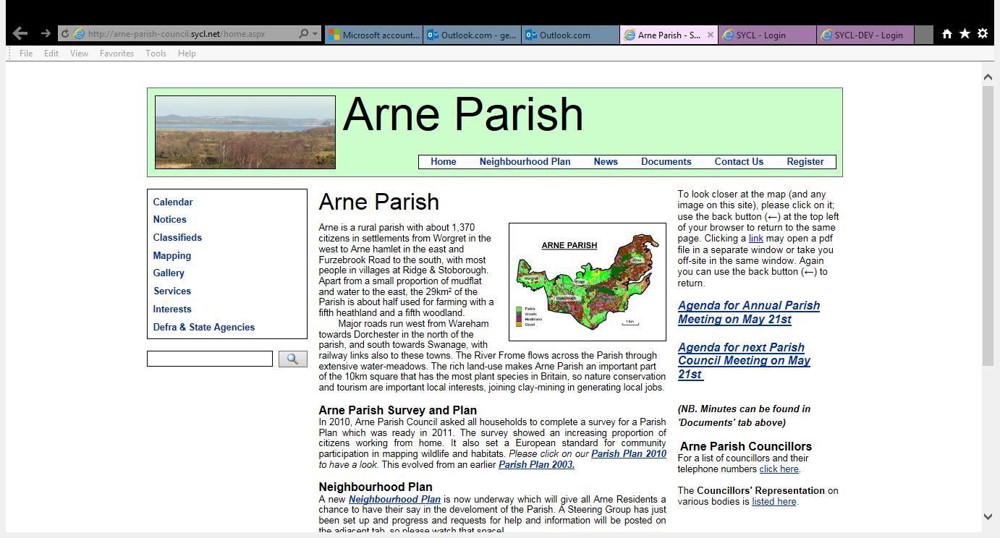 http://arne-parish-council.sycl.net/home.aspx
Microsoft account...
Outlook.com - ge...
Outlook.com
Arne Parish - S...
SYCL - Login
SYCL-DEV - Login
File Edit View Favorites Tools Help
Arne Parish
Home Neighbourhood Plan News Documents Contact Us Register
Calendar
Notices
Classifieds
Mapping
Gallery
Services
Interests
Defra & State Agencies
Arne Parish
Arne is a rural parish with about 1,370
citizens in settlements from Worgret in the
west to Arne hamlet in the east and
Furzebrook Road to the south, with most
people in villages at Ridge & Stoborough.
Apart from a small proportion of mudflat
and water to the east, the 29km² of the
Parish is about half used for farming with a
fifth heathland and a fifth woodland.
Major roads run west from Wareham
towards Dorchester in the north of the
parish, and south towards Swanage, with
railway links also to these towns. The River Frome flows across the Parish through
extensive water-meadows. The rich land-use makes Arne Parish an important part
of the 10km square that has the most plant species in Britain, so nature conservation
and tourism are important local interests, joining clay-mining in generating local jobs.
ARNE PARISH
Arne
Worgret
Ridge
Stoborough
Fields
Woods
Heathland
Coast
1 km
Arne Parish Survey and Plan
In 2010, Arne Parish Council asked all households to complete a survey for a Parish
Plan which was ready in 2011. The survey showed an increasing proportion of
citizens working from home. It also set a European standard for community
participation in mapping wildlife and habitats. Please click on our Parish Plan 2010
to have a look. This evolved from an earlier Parish Plan 2003.
Neighbourhood Plan
A new Neighbourhood Plan is now underway which will give all Arne Residents a
chance to have their say in the develoment of the Parish. A Steering Group has just
been set up and progress and requests for help and information will be posted on
the adjacent tab, so please watch that space!
To look closer at the map (and any
image on this site), please click on it;
use the back button (←) at the top left
of your browser to return to the same
page. Clicking a link may open a pdf
file in a separate window or take you
off-site in the same window. Again
you can use the back button (←) to
return.
Agenda for Annual Parish
Meeting on May 21st
Agenda for next Parish
Council Meeting on May
21st
(NB. Minutes can be found in
'Documents' tab above)
Arne Parish Councillors
For a list of councillors and their
telephone numbers click here.
The Councillors' Representation on
various bodies is listed here.